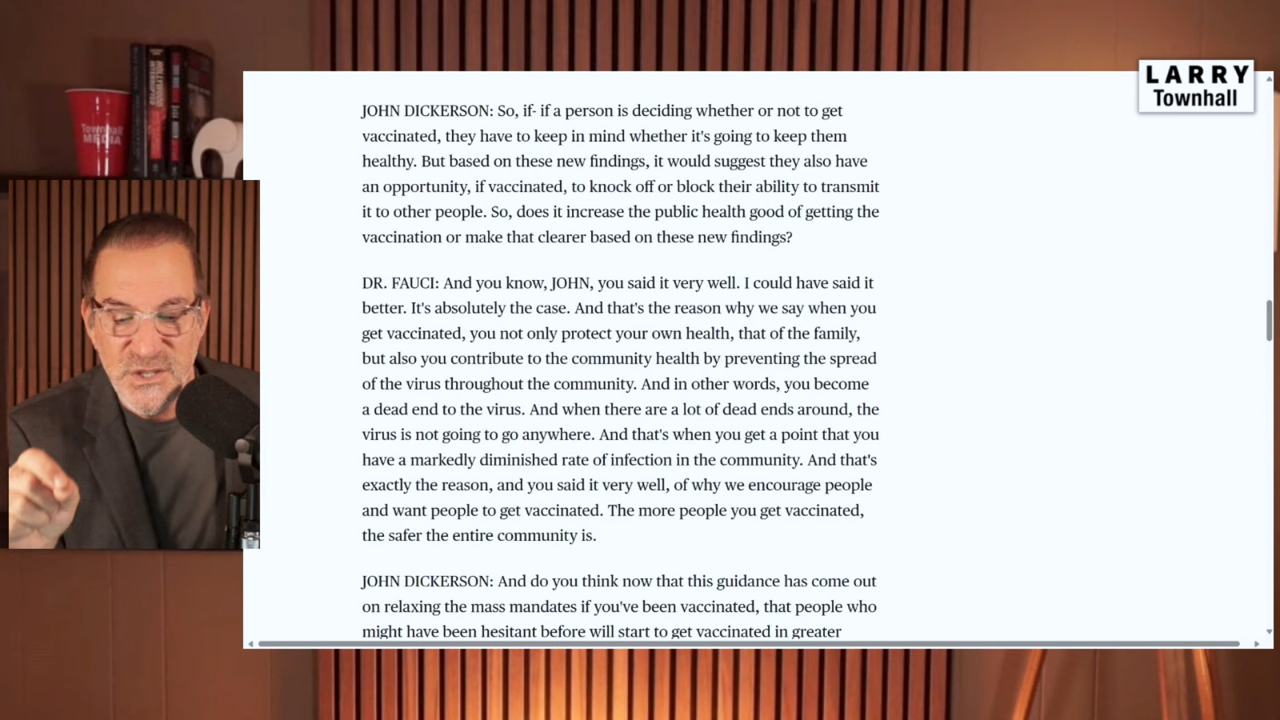 LARRY
Townhall
Townhall
MEDIA
JOHN DICKERSON: So, if- if a person is deciding whether or not to get
vaccinated, they have to keep in mind whether it's going to keep them
healthy. But based on these new findings, it would suggest they also have
an opportunity, if vaccinated, to knock off or block their ability to transmit
it to other people. So, does it increase the public health good of getting the
vaccination or make that clearer based on these new findings?
DR. FAUCI: And you know, JOHN, you said it very well. I could have said it
better. It's absolutely the case. And that's the reason why we say when you
get vaccinated, you not only protect your own health, that of the family,
but also you contribute to the community health by preventing the spread
of the virus throughout the community. And in other words, you become
a dead end to the virus. And when there are a lot of dead ends around, the
virus is not going to go anywhere. And that's when you get a point that you
have a markedly diminished rate of infection in the community. And that's
exactly the reason, and you said it very well, of why we encourage people
and want people to get vaccinated. The more people you get vaccinated,
the safer the entire community is.
JOHN DICKERSON: And do you think now that this guidance has come out
on relaxing the mass mandates if you've been vaccinated, that people who
might have been hesitant before will start to get vaccinated in greater